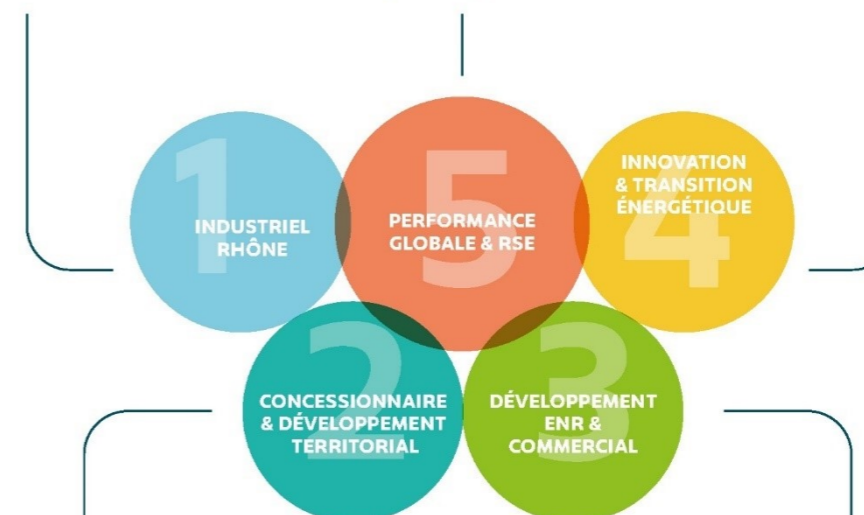 1
INDUSTRIEL
RHÔNE
5
PERFORMANCE
GLOBALE & RSE
4
INNOVATION
& TRANSITION
ÉNERGÉTIQUE
2
CONCESSIONNAIRE
& DÉVELOPPEMENT
TERRITORIAL
3
DÉVELOPPEMENT
ENR &
COMMERCIAL